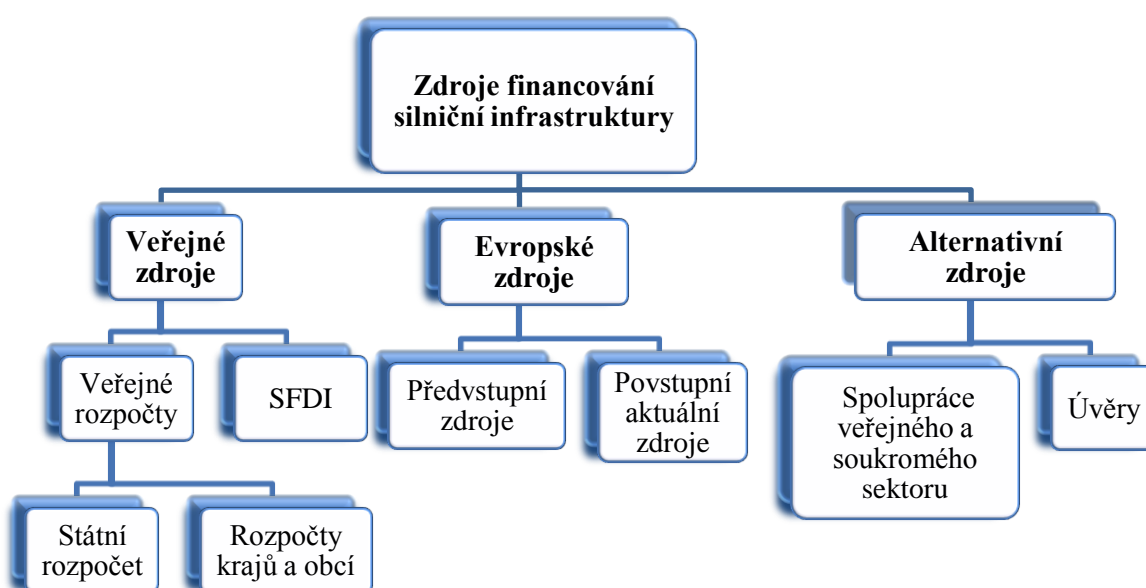 Zdroje financování
silniční infrastruktury
Veřejné
zdroje
Evropské
zdroje
Alternativní
zdroje
Veřejné
rozpočty
SFDI
Předvstupní
zdroje
Povstupní
aktuální
zdroje
Spolupráce
veřejného a
soukromého
sektoru
Úvěry
Státní
rozpočet
Rozpočty
krajů a obcí